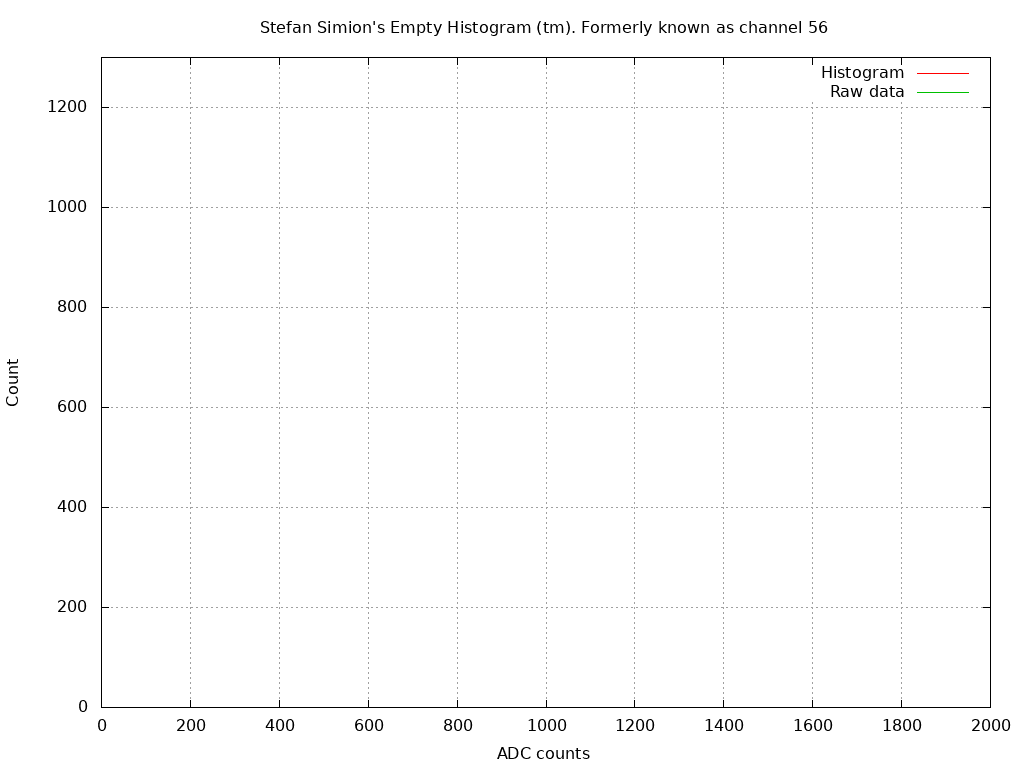 Stefan Simion's Empty Histogram (tm). Formerly known as channel 56
Histogram
Raw data
1200
1000
800
600
400
200
0
Count
0 200 400 600 800 1000 1200 1400 1600 1800 2000
ADC counts